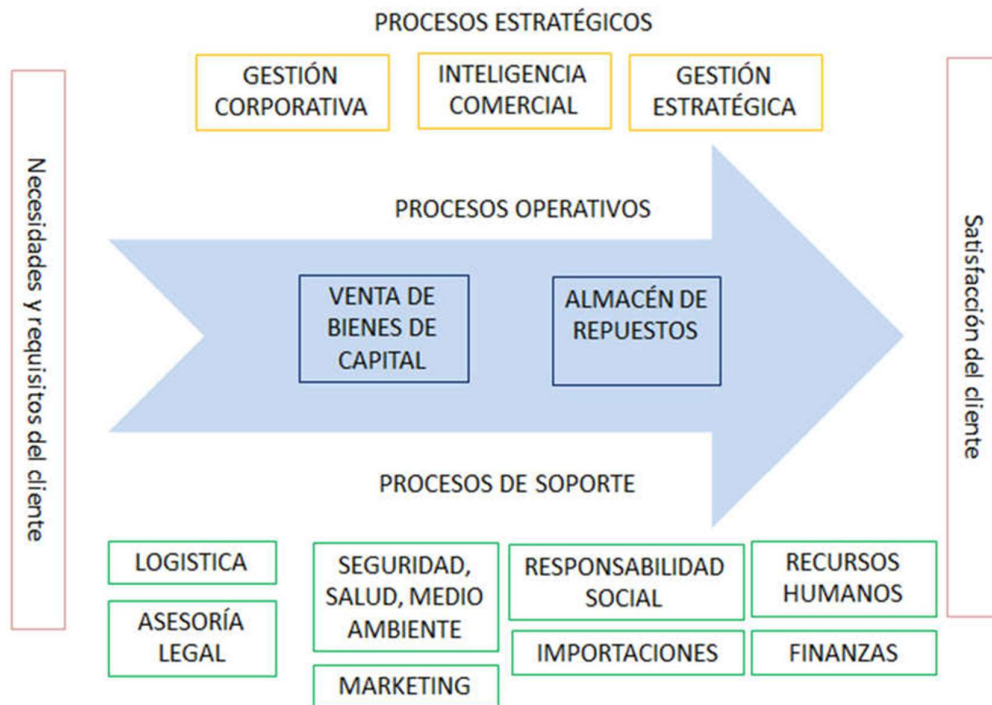 PROCESOS ESTRATÉGICOS
GESTIÓN
CORPORATIVA
INTELIGENCIA
COMERCIAL
GESTIÓN
ESTRATÉGICA
Necesidades y requisitos del cliente
PROCESOS OPERATIVOS
VENTA DE
BIENES DE
CAPITAL
ALMACÉN DE
REPUESTOS
Satisfacción del cliente
PROCESOS DE SOPORTE
LOGISTICA
ASESORÍA
LEGAL
SEGURIDAD,
SALUD, MEDIO
AMBIENTE
MARKETING
RESPONSABILIDAD
SOCIAL
IMPORTACIONES
RECURSOS
HUMANOS
FINANZAS